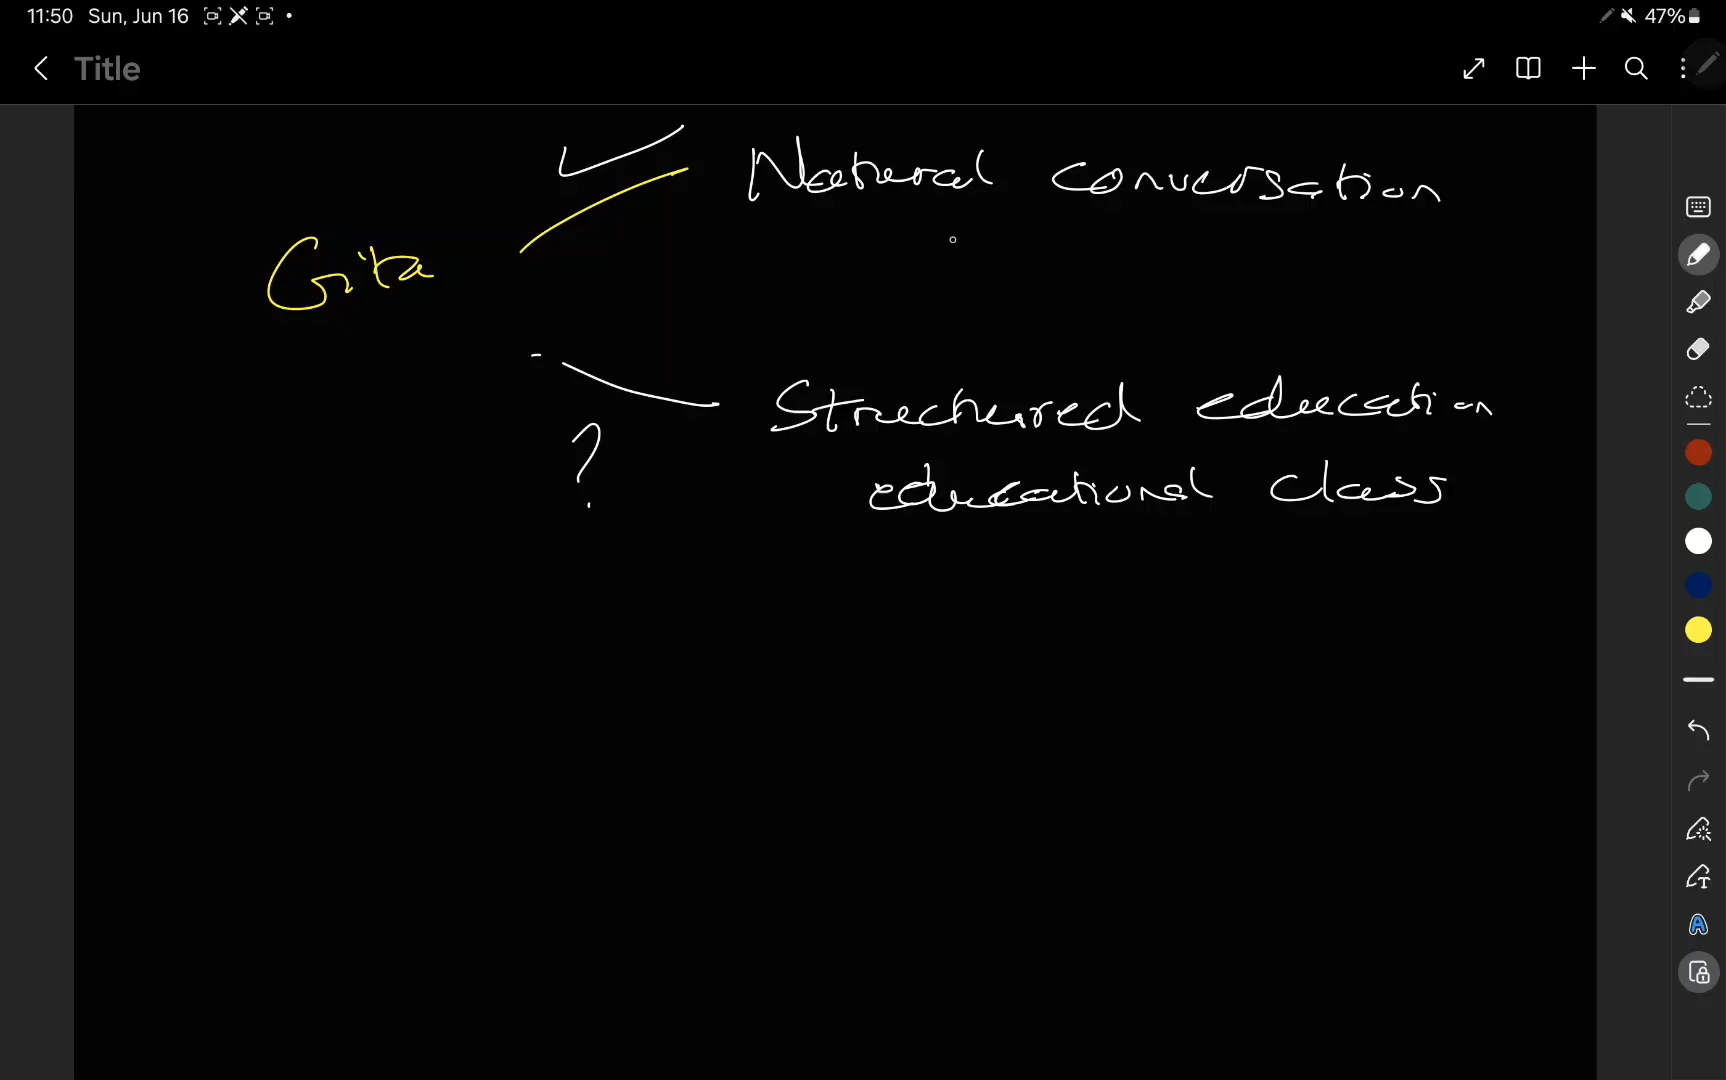 11:50 Sun, Jun 16
47%
Title
Natural conversation
Gita
Structured education
?
educational class